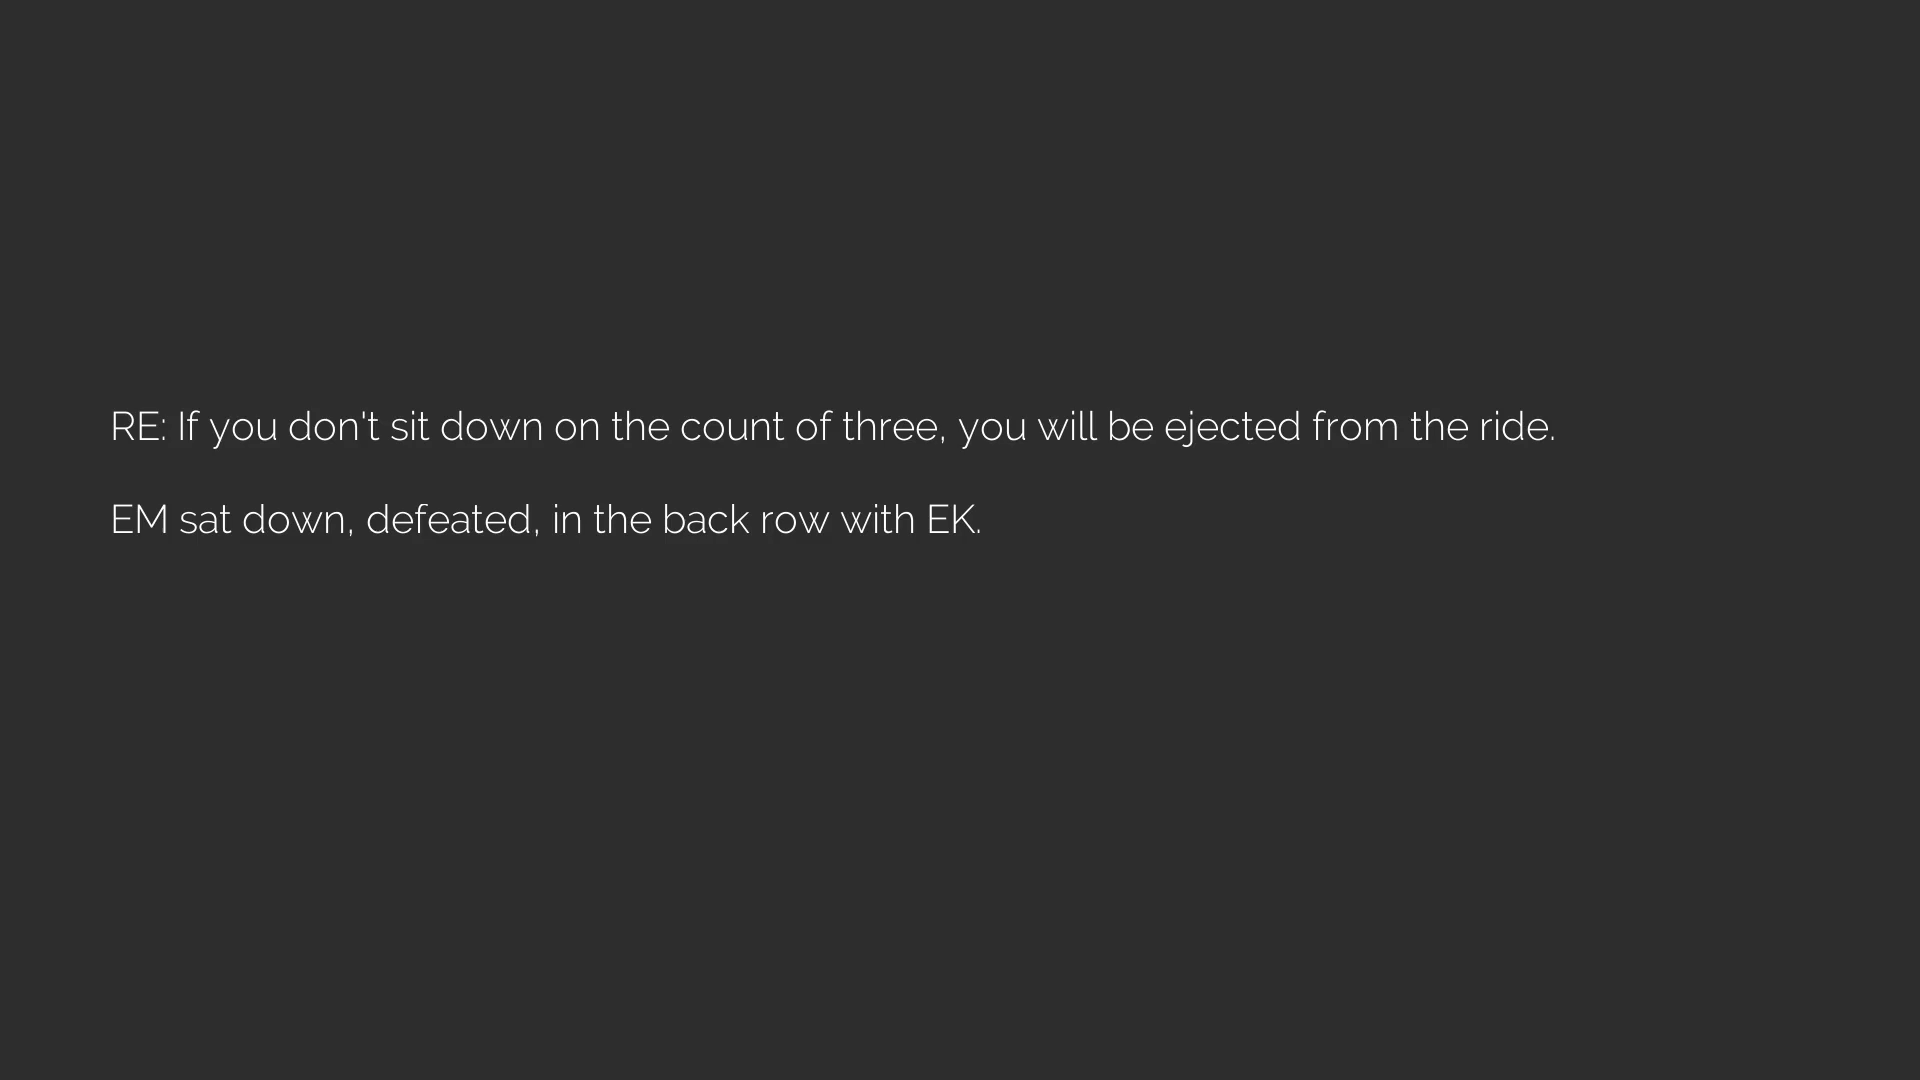 RE: If you don't sit down on the count of three, you will be ejected from the ride.
EM sat down, defeated, in the back row with EK.